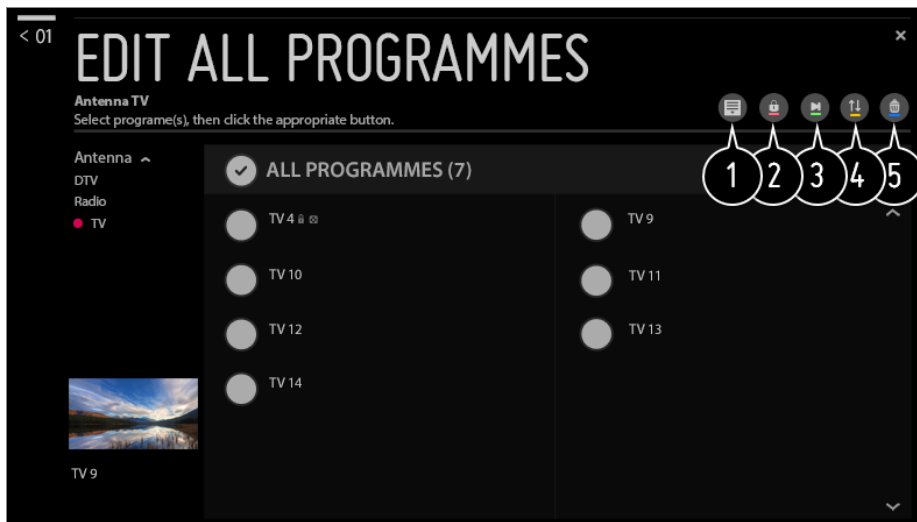 < 01
EDIT ALL PROGRAMMES
Antenna TV
Select programe(s), then click the appropriate button.
1 2 3 4 5
Antenna
DTV
Radio
TV
ALL PROGRAMMES (7)
TV 4
TV 9
TV 10
TV 11
TV 12
TV 13
TV 14
TV 9